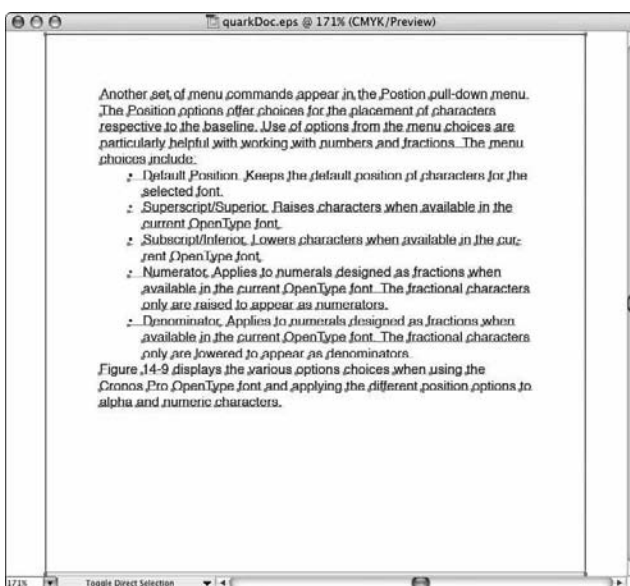 quarkDoc.eps @ 171% (CMYK/Preview)
Another set of menu commands appear in the Postion pull-down menu.
The Position options offer choices for the placement of characters
respective to the baseline. Use of options from the menu choices are
particularly helpful with working with numbers and fractions. The menu
choices include:
• Default Position. Keeps the default position of characters for the
selected font.
• Superscript/Superior. Raises characters when available in the
current OpenType font.
• Subscript/Inferior. Lowers characters when available in the cur-
rent OpenType font.
• Numerator. Applies to numerals designed as fractions when
available in the current OpenType font. The fractional characters
only are raised to appear as numerators.
• Denominator. Applies to numerals designed as fractions when
available in the current OpenType font. The fractional characters
only are lowered to appear as denominators.
Figure 14-9 displays the various options choices when using the
Cronos Pro OpenType font and applying the different position options to
alpha and numeric characters.
171% Toggle Direct Selection